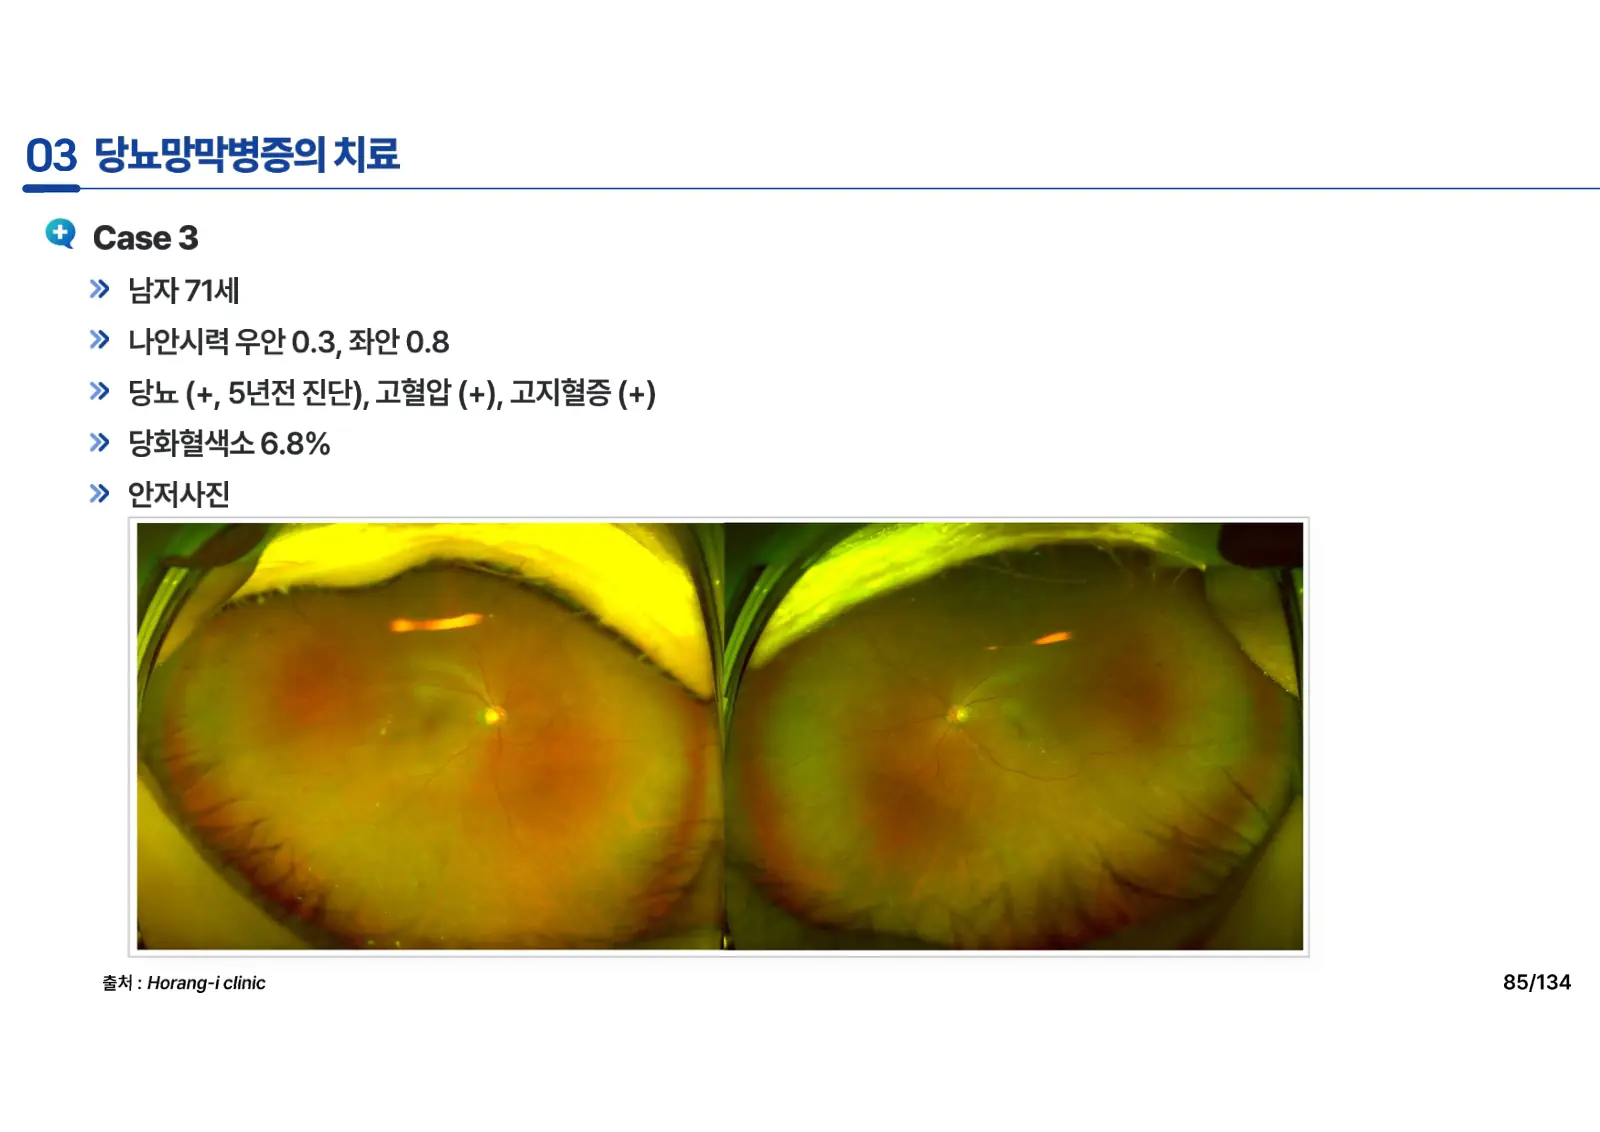 03 당뇨망막병증의 치료
Case 3
남자 71세
나안시력 우안 0.3, 좌안 0.8
당뇨 (+, 5년전 진단), 고혈압 (+), 고지혈증 (+)
당화혈색소 6.8%
안저사진
출처 : Horang-i clinic
85/134